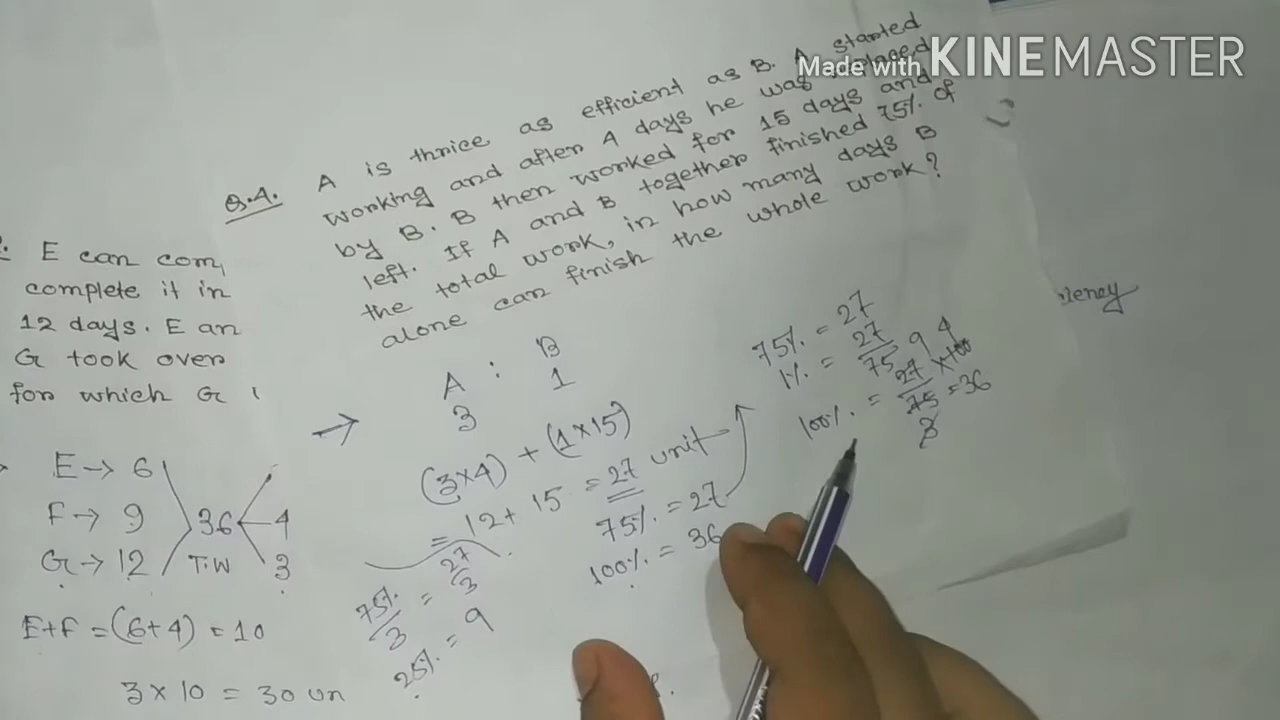 Made with KINEMASTER
Q.4. A is thrice as efficient as B. A started
working and after 4 days he was replaced
by B. B then worked for 15 days and
left. If A and B together finished 75% of
the total work, in how many days B
alone can finish the whole work?
E can com
complete it in
12 days. E an
G took over
for which G
E → 6
F → 9
G → 12
36
T.W
4
3
E+F = (6+4) = 10
3 × 10 = 30 un
A : B
3 1
(3×4) + (1×15)
= 12 + 15 = 27 unit
75% = 27
100% = 36
75%/3 = 27/3
25% = 9
75% = 27
1% = 27/75
9 4
100% = 27/75 × 100 = 36
3
ciency